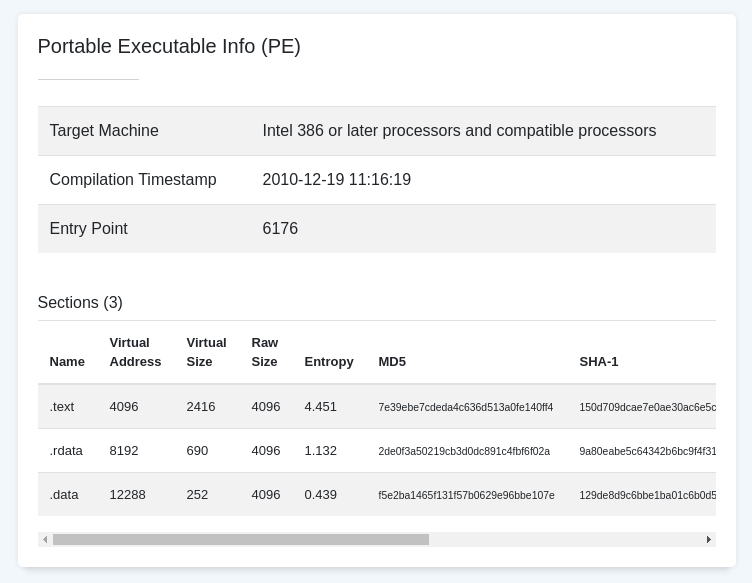 Portable Executable Info (PE)
Target Machine Intel 386 or later processors and compatible processors
Compilation Timestamp 2010-12-19 11:16:19
Entry Point 6176
Sections (3)
Name Virtual Address Virtual Size Raw Size Entropy MD5 SHA-1
.text 4096 2416 4096 4.451 7e39ebe7cdeda4c636d513a0fe140ff4 150d709dcae7e0ae30ac6e5c
.rdata 8192 690 4096 1.132 2de0f3a50219cb3d0dc891c4fbf6f02a 9a80eabe5c64342b6bc9f4f31
.data 12288 252 4096 0.439 f5e2ba1465f131f57b0629e96bbe107e 129de8d9c6bbe1ba01c6b0d5